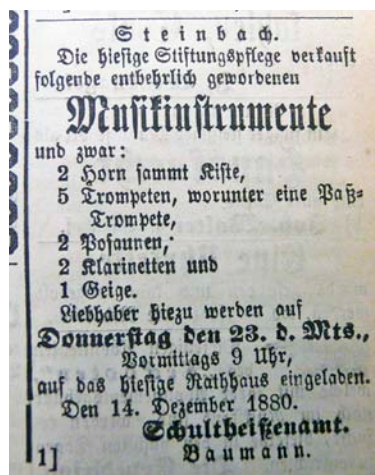 Steinbach.
Die hiesige Stiftungspflege verkauft
folgende entbehrlich gewordenen
Musikinstrumente
und zwar:
2 Horn sammt Kiste,
5 Trompeten, worunter eine Paß-
Trompete,
2 Posaunen,
2 Klarinetten und
1 Geige.
Liebhaber hiezu werden auf
Donnerstag den 23. d. Mts.,
Vormittags 9 Uhr,
auf das hiesige Rathhaus eingeladen.
Den 14. Dezember 1880.
Schultheißenamt.
1] Baumann.